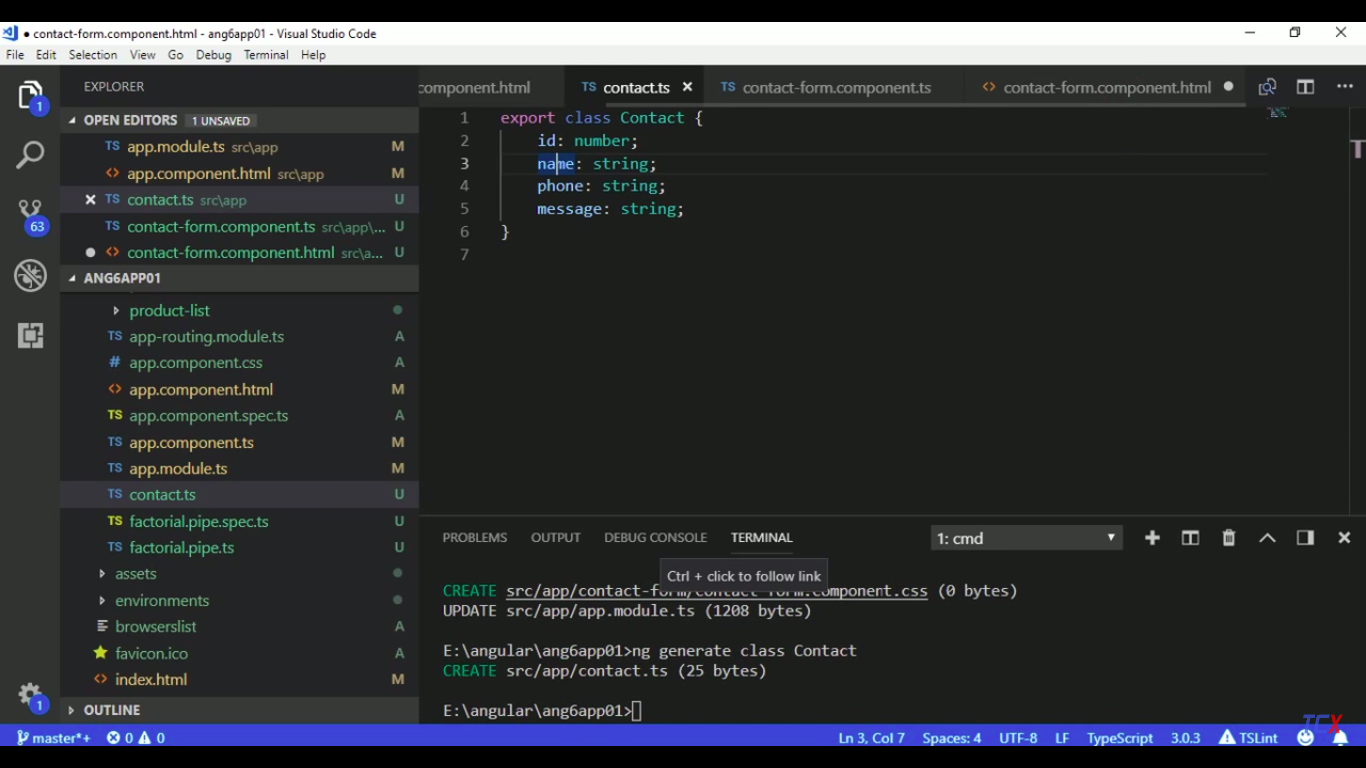 ● contact-form.component.html - ang6app01 - Visual Studio Code
File Edit Selection View Go Debug Terminal Help
EXPLORER
component.html TS contact.ts × TS contact-form.component.ts <> contact-form.component.html ●
1
OPEN EDITORS 1 UNSAVED
TS app.module.ts src\app M
<> app.component.html src\app M
× TS contact.ts src\app U
TS contact-form.component.ts src\app\... U
● <> contact-form.component.html src\a... U
63
ANG6APP01
product-list
TS app-routing.module.ts A
# app.component.css A
<> app.component.html M
TS app.component.spec.ts A
TS app.component.ts M
TS app.module.ts M
TS contact.ts U
TS factorial.pipe.spec.ts U
TS factorial.pipe.ts U
assets
environments
browserslist A
favicon.ico A
<> index.html M
1
OUTLINE
1 export class Contact {
2 id: number;
3 name: string;
4 phone: string;
5 message: string;
6 }
7
T
PROBLEMS OUTPUT DEBUG CONSOLE TERMINAL 1: cmd
Ctrl + click to follow link
CREATE src/app/contact-form/contact-form.component.css (0 bytes)
UPDATE src/app/app.module.ts (1208 bytes)
E:\angular\ang6app01>ng generate class Contact
CREATE src/app/contact.ts (25 bytes)
E:\angular\ang6app01>
TCX
master*+ 0 0 Ln 3, Col 7 Spaces: 4 UTF-8 LF TypeScript 3.0.3 TSLint